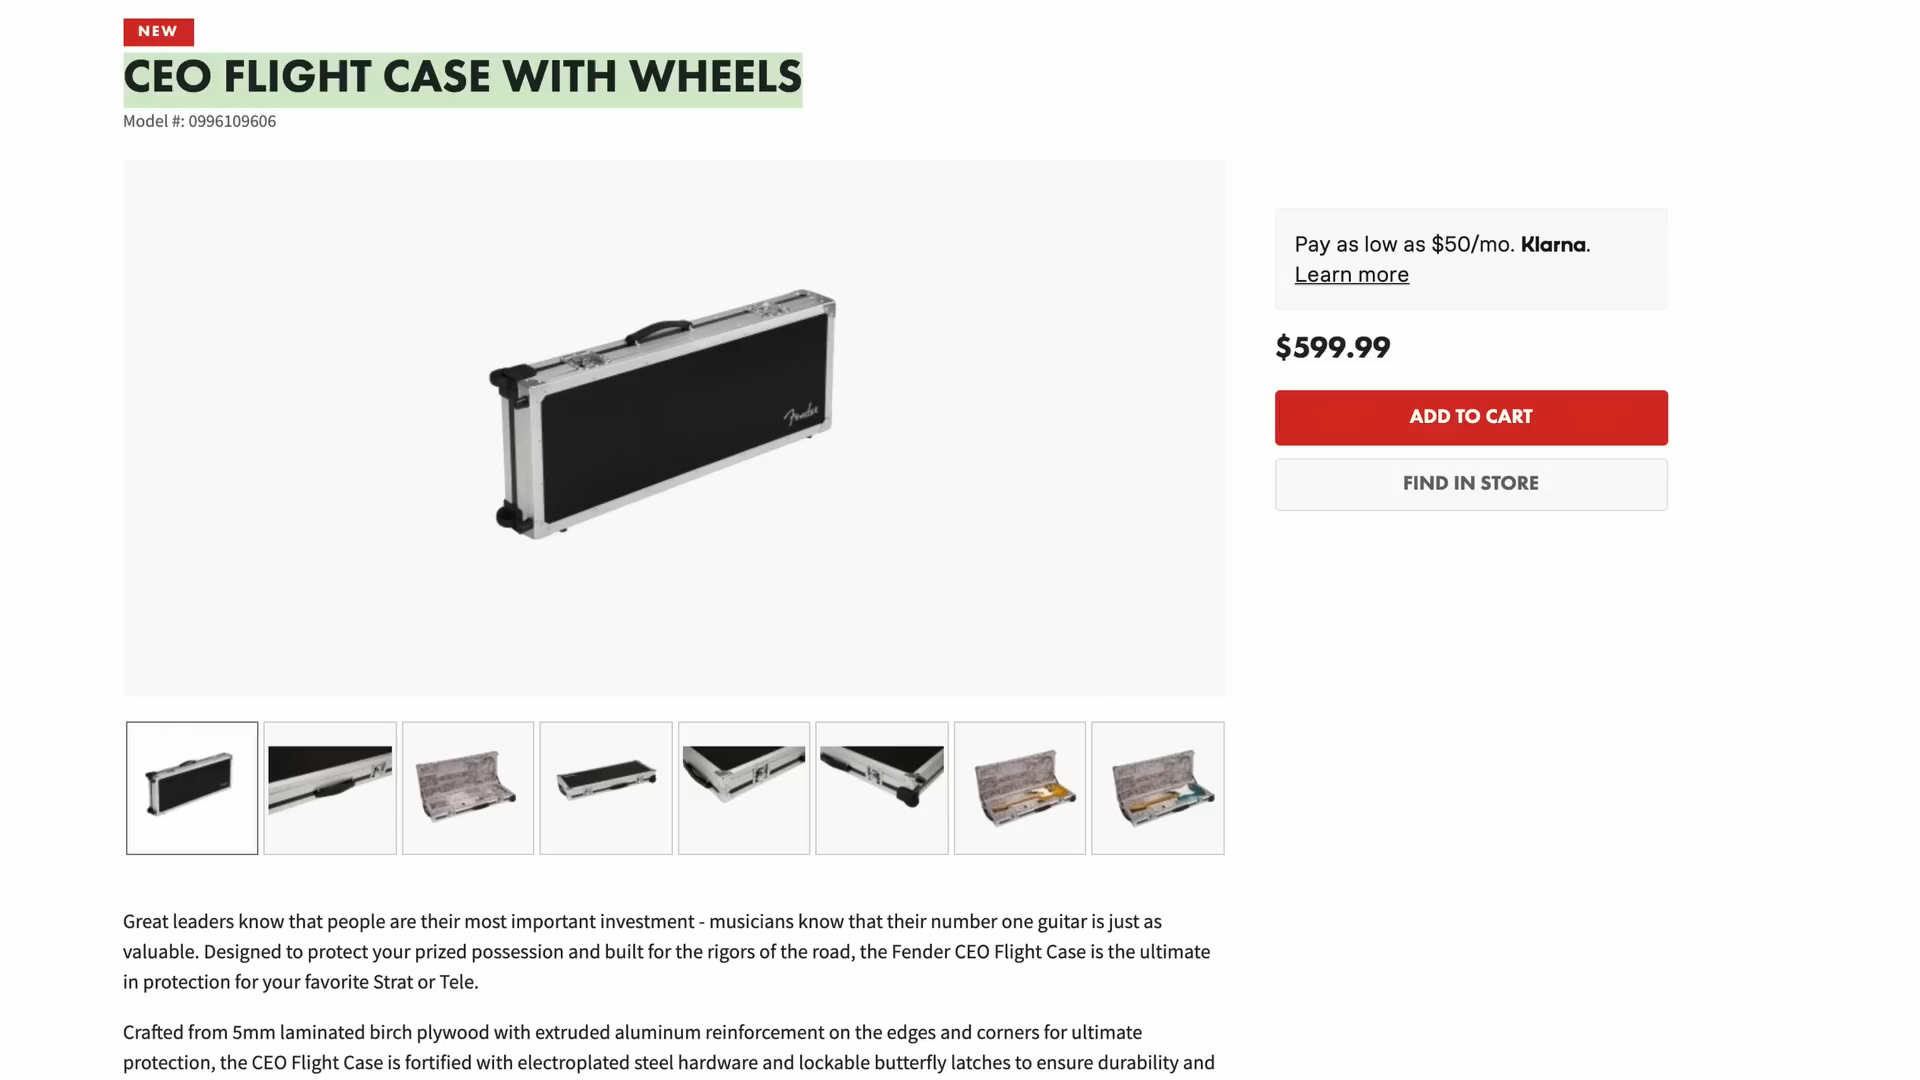 NEW
CEO FLIGHT CASE WITH WHEELS
Model #: 0996109606
Fender
Pay as low as $50/mo. Klarna.
Learn more
$599.99
ADD TO CART
FIND IN STORE
Great leaders know that people are their most important investment - musicians know that their number one guitar is just as
valuable. Designed to protect your prized possession and built for the rigors of the road, the Fender CEO Flight Case is the ultimate
in protection for your favorite Strat or Tele.
Crafted from 5mm laminated birch plywood with extruded aluminum reinforcement on the edges and corners for ultimate
protection, the CEO Flight Case is fortified with electroplated steel hardware and lockable butterfly latches to ensure durability and